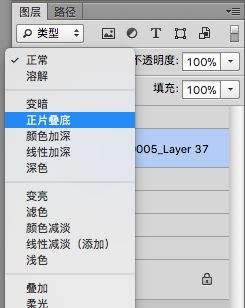 图层 路径
类型
正常
不透明度: 100%
溶解
填充: 100%
变暗
正片叠底
颜色加深
线性加深
0005_Layer 37
深色
变亮
滤色
颜色减淡
线性减淡（添加）
浅色
叠加
柔光